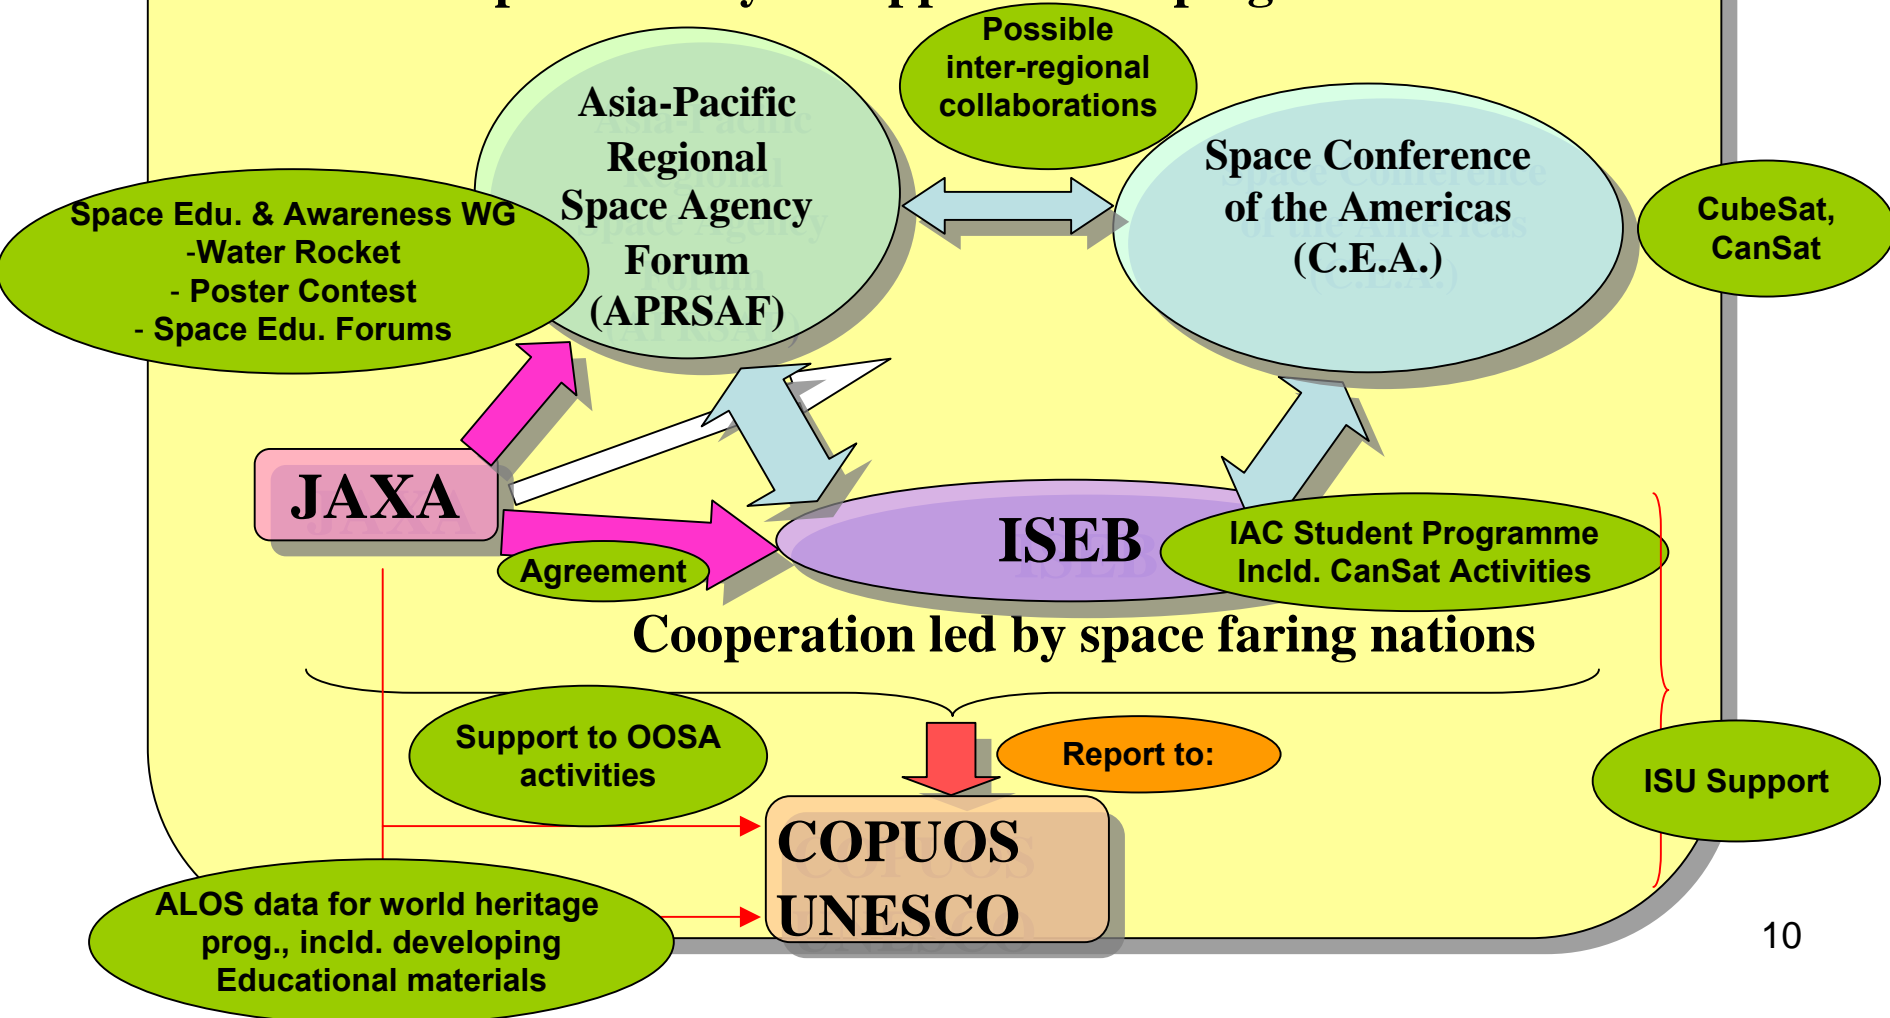 Possible
inter-regional
collaborations
Asia-Pacific
Regional
Space Agency
Forum
(APRSAF)
Space Conference
of the Americas
(C.E.A.)
CubeSat,
CanSat
Space Edu. & Awareness WG
-Water Rocket
- Poster Contest
- Space Edu. Forums
JAXA
Agreement
ISEB
IAC Student Programme
Incld. CanSat Activities
Cooperation led by space faring nations
Support to OOSA
activities
Report to:
ISU Support
COPUOS
UNESCO
ALOS data for world heritage
prog., incld. developing
Educational materials
10